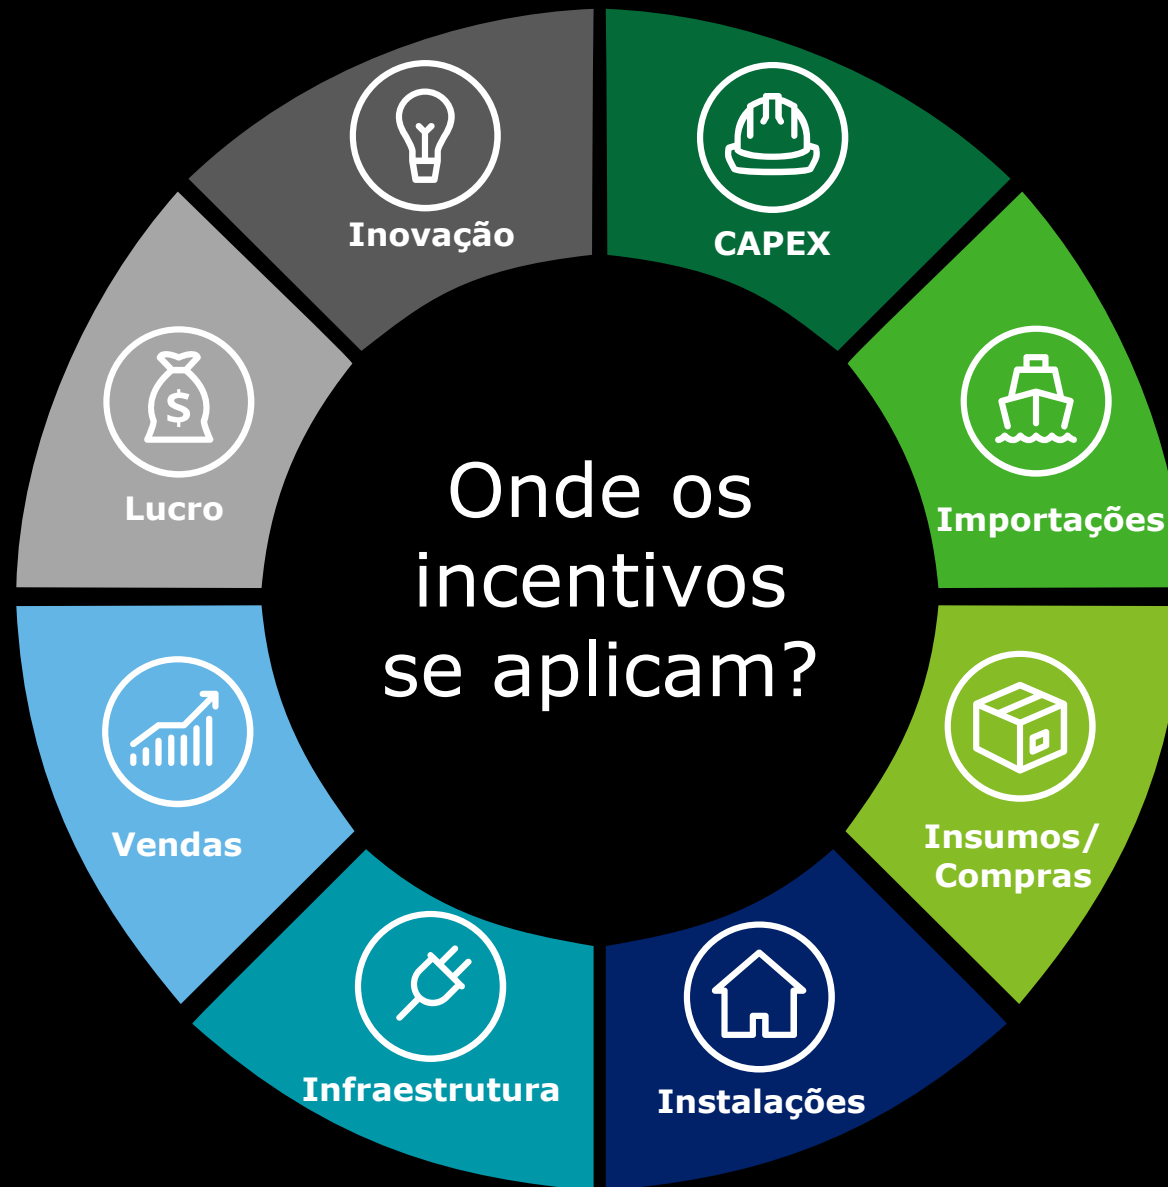 Onde os
incentivos
se aplicam?
CAPEX
Importações
Insumos/
Compras
Instalações
Infraestrutura
Vendas
$
Lucro
Inovação